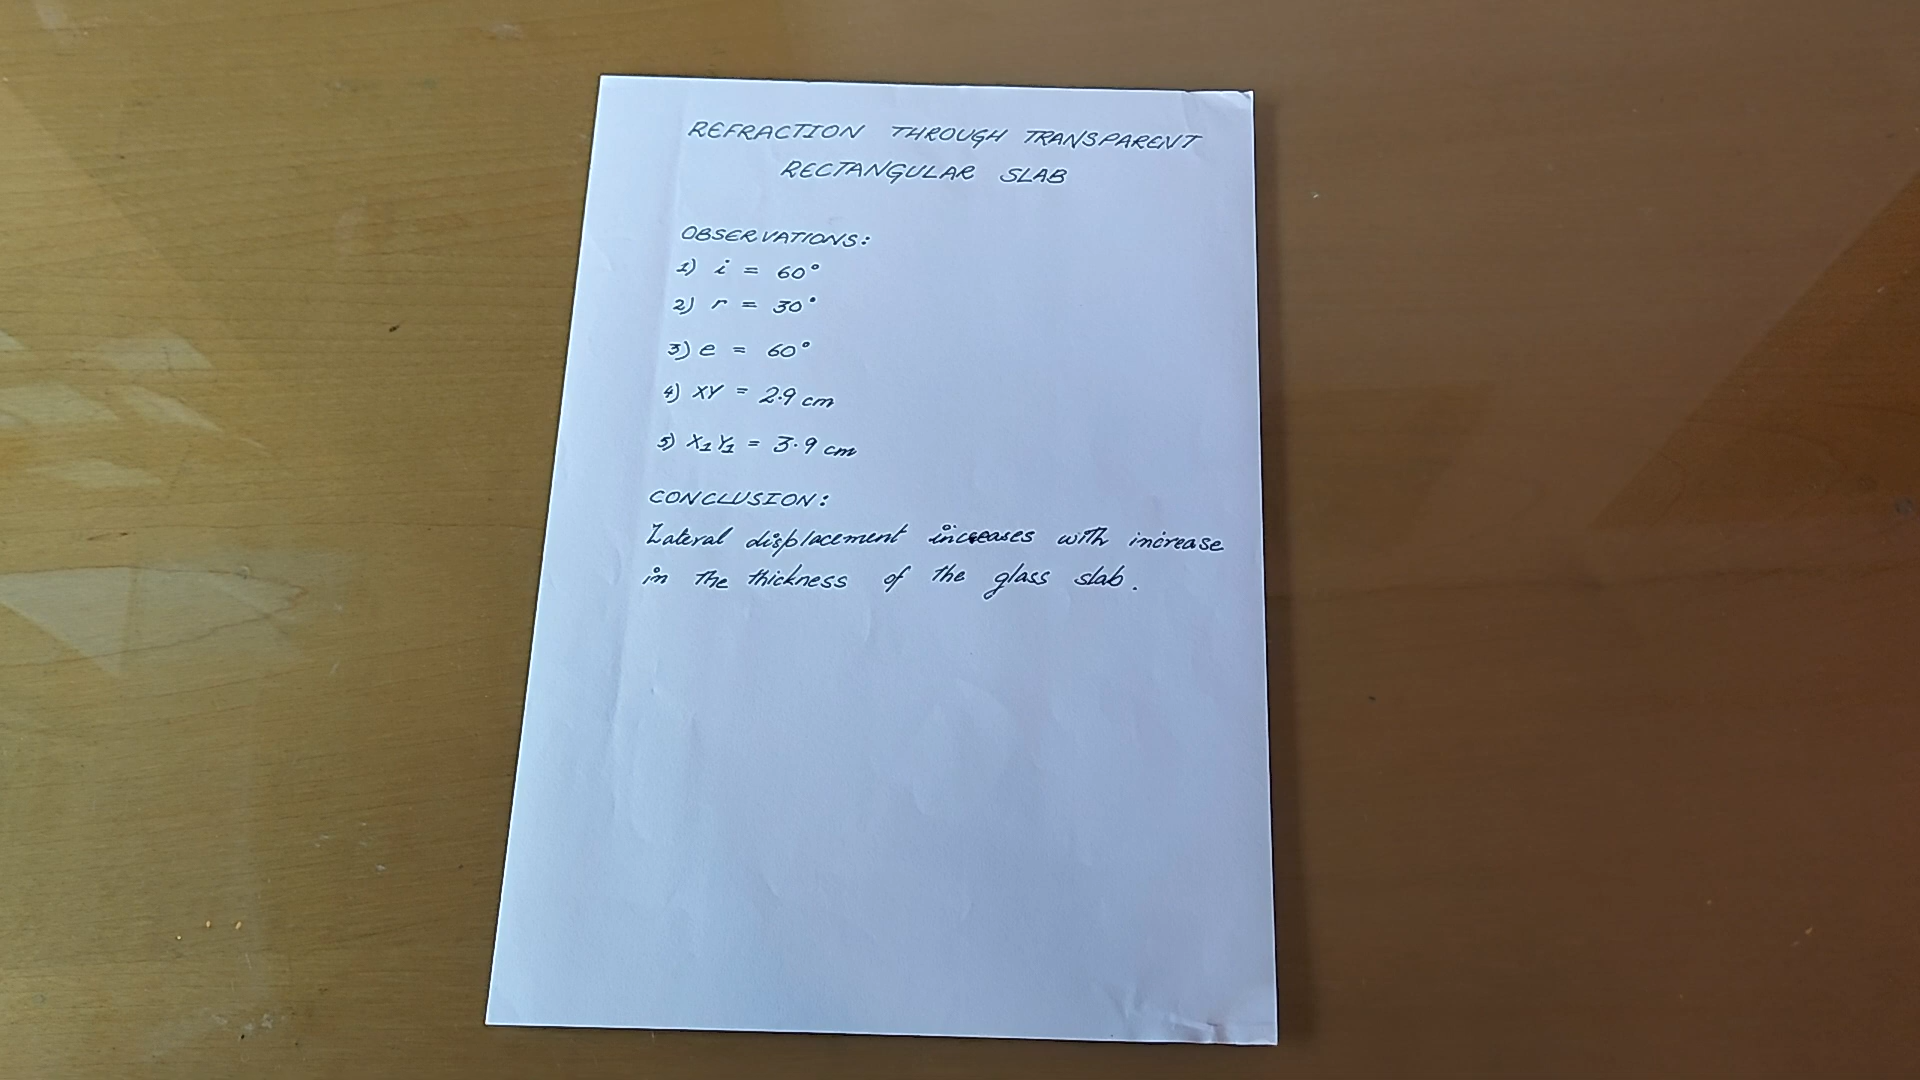 REFRACTION THROUGH TRANSPARENT
RECTANGULAR SLAB
OBSERVATIONS:
1) i = 60°
2) r = 30°
3) e = 60°
4) XY = 2.9 cm
5) X₁Y₁ = 3.9 cm
CONCLUSION:
Lateral displacement increases with increase
in the thickness of the glass slab.